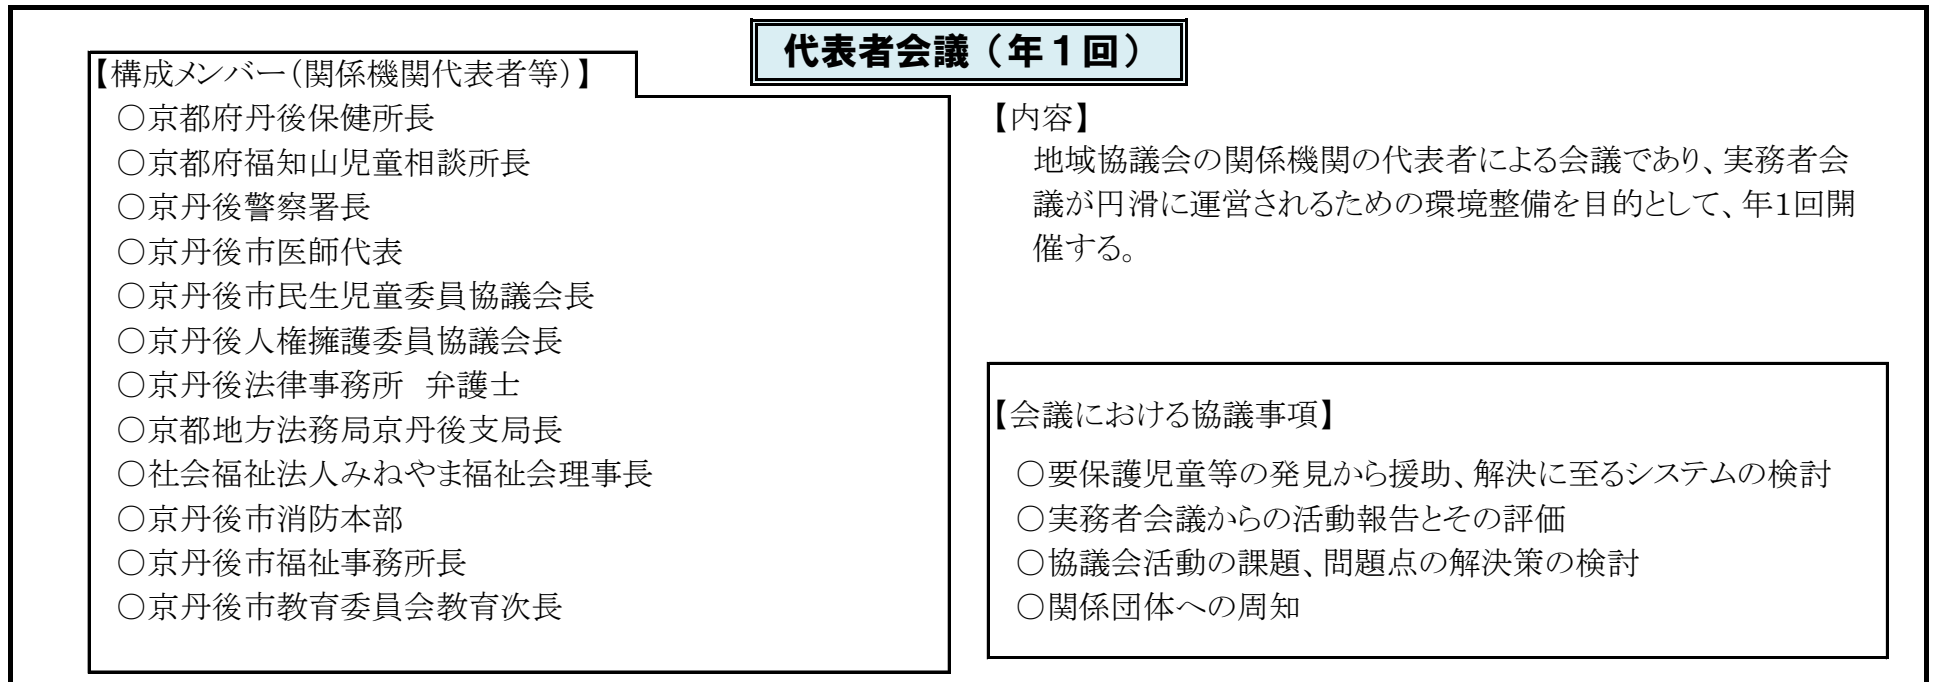 代表者会議（年１回）
【構成メンバー（関係機関代表者等）】
○京都府丹後保健所長
○京都府福知山児童相談所長
○京丹後警察署長
○京丹後市医師代表
○京丹後市民生児童委員協議会長
○京丹後人権擁護委員協議会長
○京丹後法律事務所　弁護士
○京都地方法務局京丹後支局長
○社会福祉法人みねやま福祉会理事長
○京丹後市消防本部
○京丹後市福祉事務所長
○京丹後市教育委員会教育次長
【内容】
地域協議会の関係機関の代表者による会議であり、実務者会
議が円滑に運営されるための環境整備を目的として、年1回開
催する。
【会議における協議事項】
○要保護児童等の発見から援助、解決に至るシステムの検討
○実務者会議からの活動報告とその評価
○協議会活動の課題、問題点の解決策の検討
○関係団体への周知